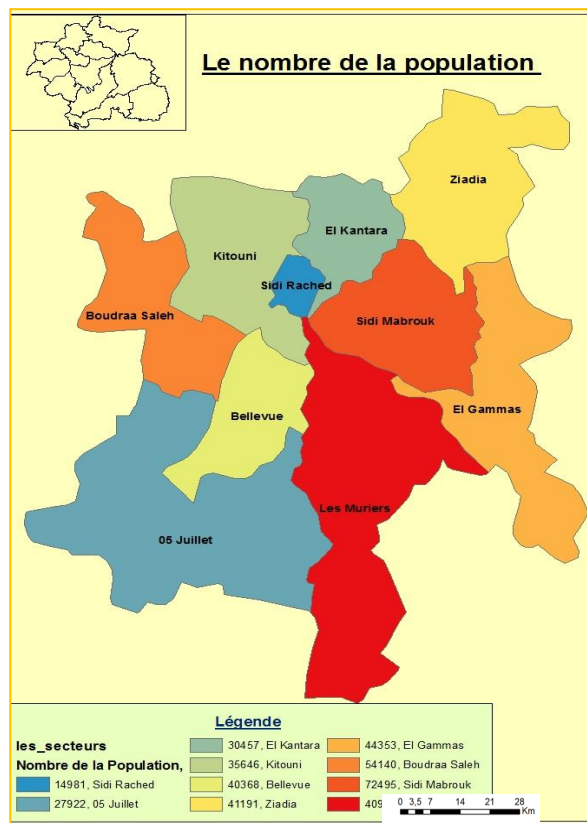 Le nombre de la population
Ziadia
El Kantara
Kitouni
Sidi Rached
Boudraa Saleh
Sidi Mabrouk
El Gammas
Bellevue
Les Muriers
05 Juillet
Légende
les_secteurs
Nombre de la Population,
14981, Sidi Rached
27922, 05 Juillet
30457, El Kantara
35646, Kitouni
40368, Bellevue
41191, Ziadia
44353, El Gammas
54140, Boudraa Saleh
72495, Sidi Mabrouk
0 3,5 7 14 21 28
Km